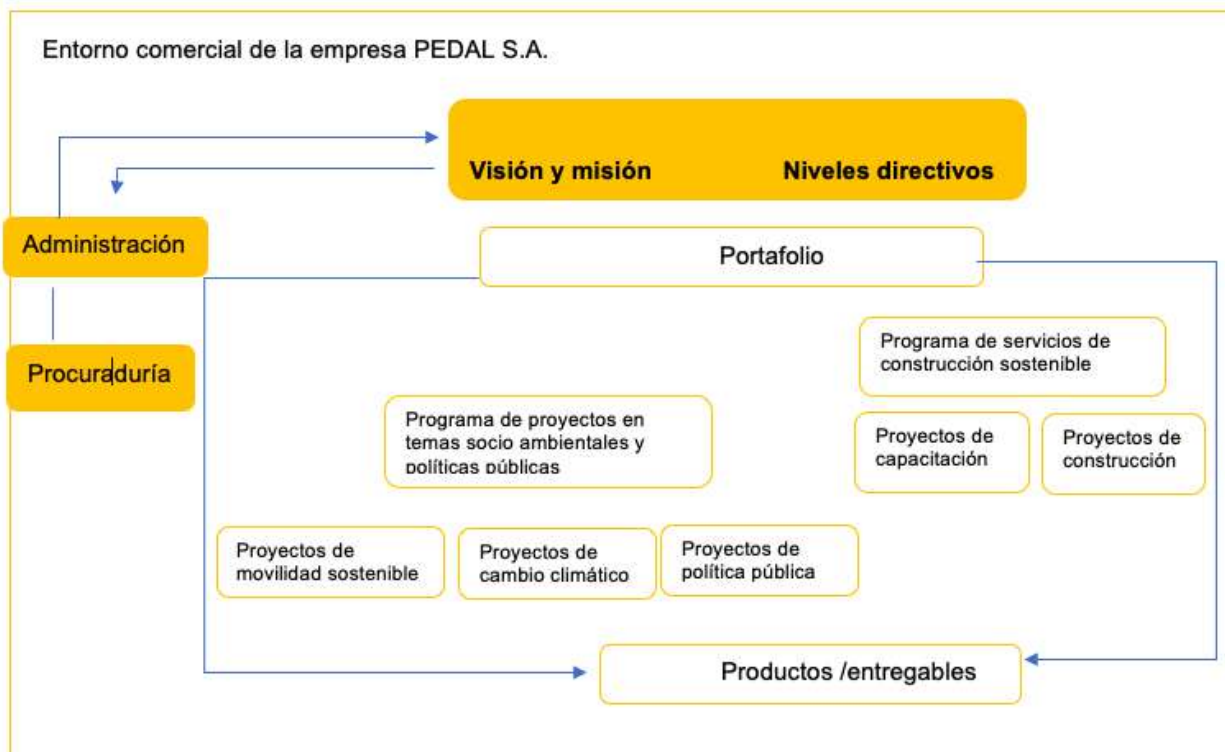 Entorno comercial de la empresa PEDAL S.A.
Visión y misión Niveles directivos
Administración
Portafolio
Procuraduría
Programa de servicios de
construcción sostenible
Programa de proyectos en
temas socio ambientales y
políticas públicas
Proyectos de
capacitación
Proyectos de
construcción
Proyectos de
movilidad sostenible
Proyectos de
cambio climático
Proyectos de
política pública
Productos /entregables